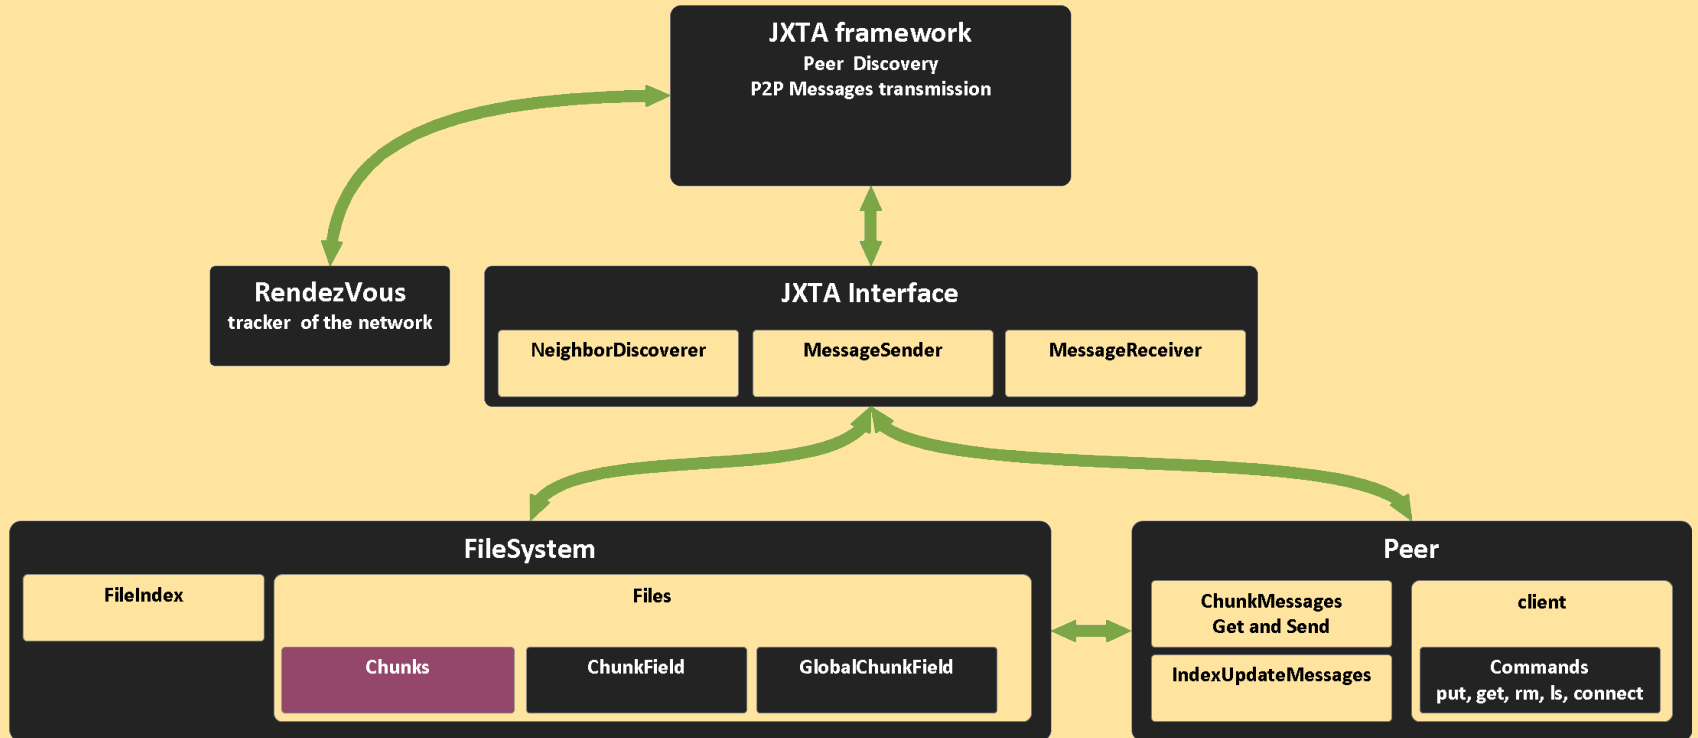 JXTA framework
Peer Discovery
P2P Messages transmission
RendezVous
tracker of the network
JXTA Interface
NeighborDiscoverer
MessageSender
MessageReceiver
FileSystem
FileIndex
Files
Chunks
ChunkField
GlobalChunkField
Peer
ChunkMessages
Get and Send
IndexUpdateMessages
client
Commands
put, get, rm, ls, connect